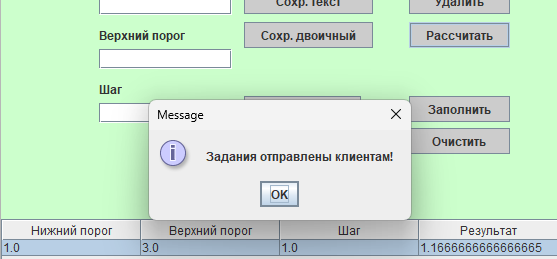 Сохр. текст
Удалить
Верхний порог
Сохр. двоичный
Рассчитать
Шаг
Message
Заполнить
Задания отправлены клиентам!
Очистить
OK
Нижний порог Верхний порог Шаг Результат
1.0 3.0 1.0 1.1666666666666665